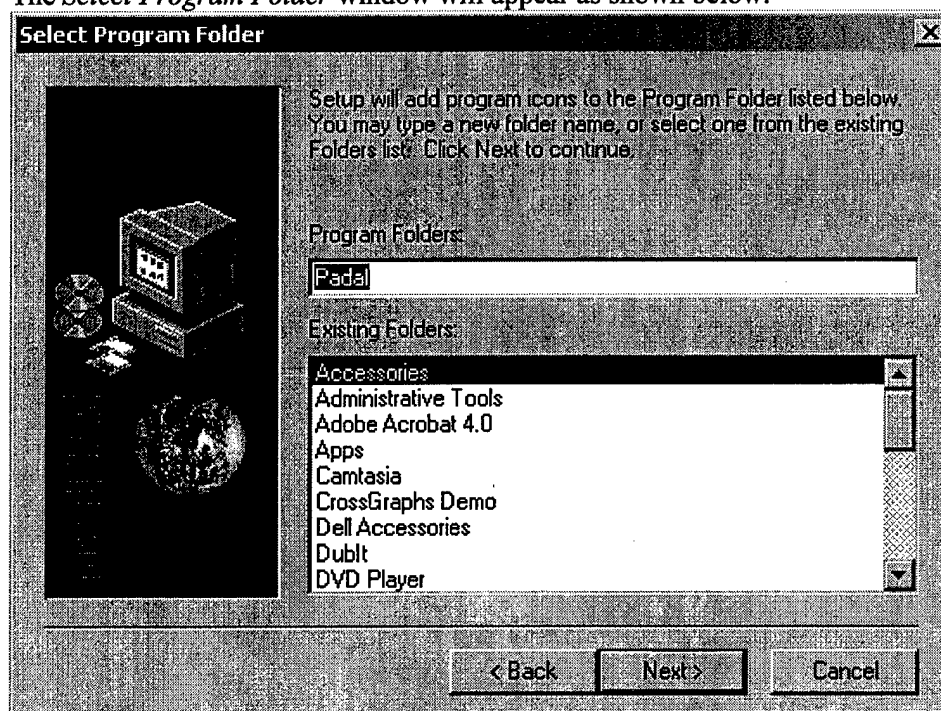 The Select Program Folder window will appear as shown below.
Select Program Folder
Setup will add program icons to the Program Folder listed below.
You may type a new folder name, or select one from the existing
Folders list. Click Next to continue.
Program Folders:
Padal
Existing Folders:
Accessories
Administrative Tools
Adobe Acrobat 4.0
Apps
Camtasia
CrossGraphs Demo
Dell Accessories
DubIt
DVD Player
< Back
Next >
Cancel